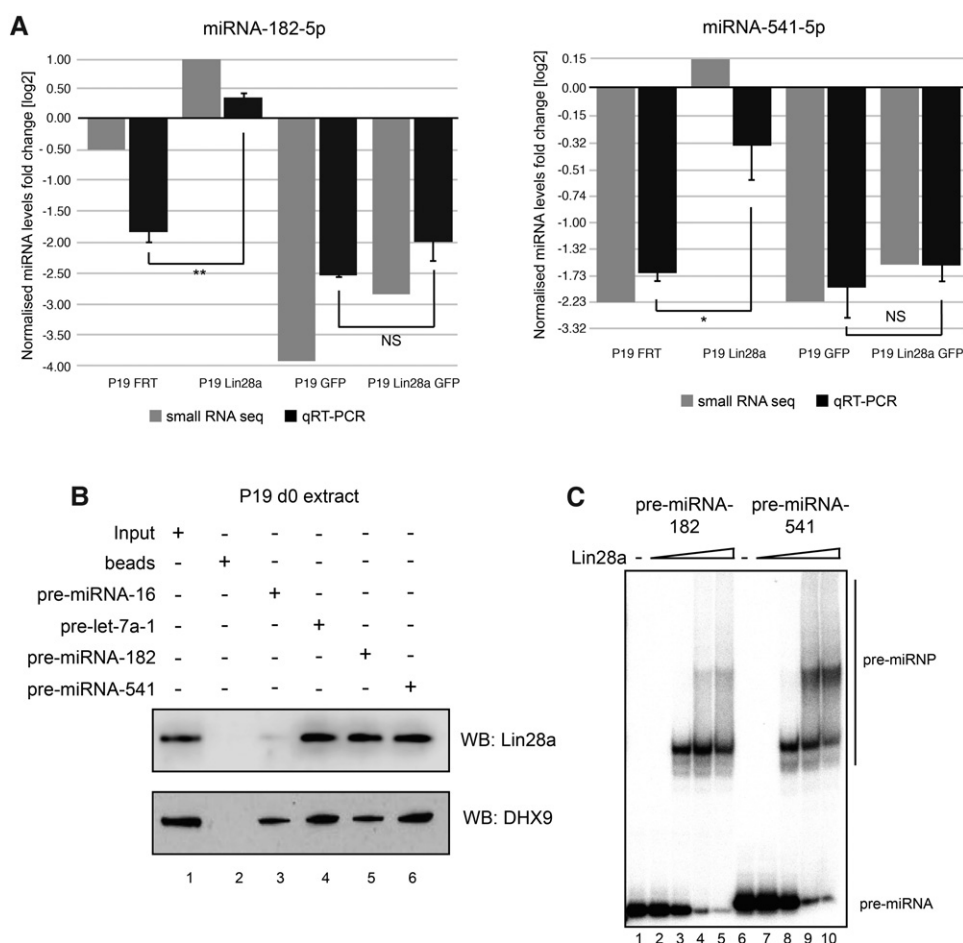 A
miRNA-182-5p
Normalised miRNA levels fold change [log2]
1.00
0.50
0.00
-0.50
-1.00
-1.50
-2.00
-2.50
-3.00
-3.50
-4.00
**
NS
P19 FRT P19 Lin28a P19 GFP P19 Lin28a GFP
small RNA seq qRT-PCR
miRNA-541-5p
Normalised miRNA levels fold change [log2]
0.15
0.00
-0.15
-0.32
-0.51
-0.74
-1.00
-1.32
-1.73
-2.23
-3.32
*
NS
P19 FRT P19 Lin28a P19 GFP P19 Lin28a GFP
small RNA seq qRT-PCR
B
P19 d0 extract
Input + - - - - -
beads - + - - - -
pre-miRNA-16 - - + - - -
pre-let-7a-1 - - - + - -
pre-miRNA-182 - - - - + -
pre-miRNA-541 - - - - - +
WB: Lin28a
WB: DHX9
1 2 3 4 5 6
C
pre-miRNA-182
pre-miRNA-541
Lin28a - -
pre-miRNP
pre-miRNA
1 2 3 4 5 6 7 8 9 10